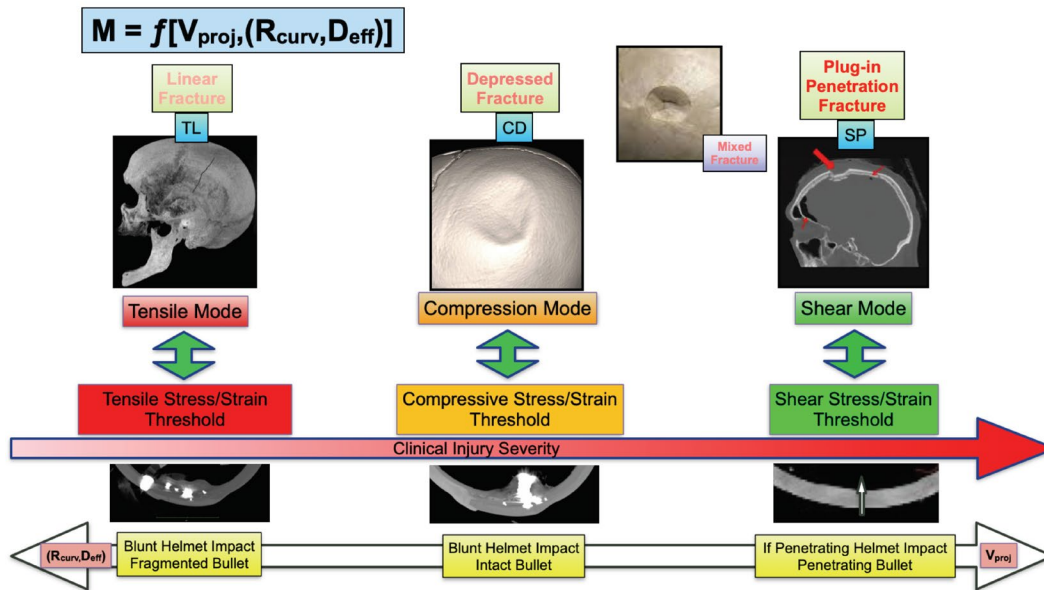 M = f[Vproj,(Rcurv,Deff)]
Linear
Fracture
TL
Depressed
Fracture
CD
Mixed
Fracture
Plug-in
Penetration
Fracture
SP
Tensile Mode
Compression Mode
Shear Mode
Tensile Stress/Strain
Threshold
Compressive Stress/Strain
Threshold
Shear Stress/Strain
Threshold
Clinical Injury Severity
(Rcurv,Deff)
Blunt Helmet Impact
Fragmented Bullet
Blunt Helmet Impact
Intact Bullet
If Penetrating Helmet Impact
Penetrating Bullet
Vproj